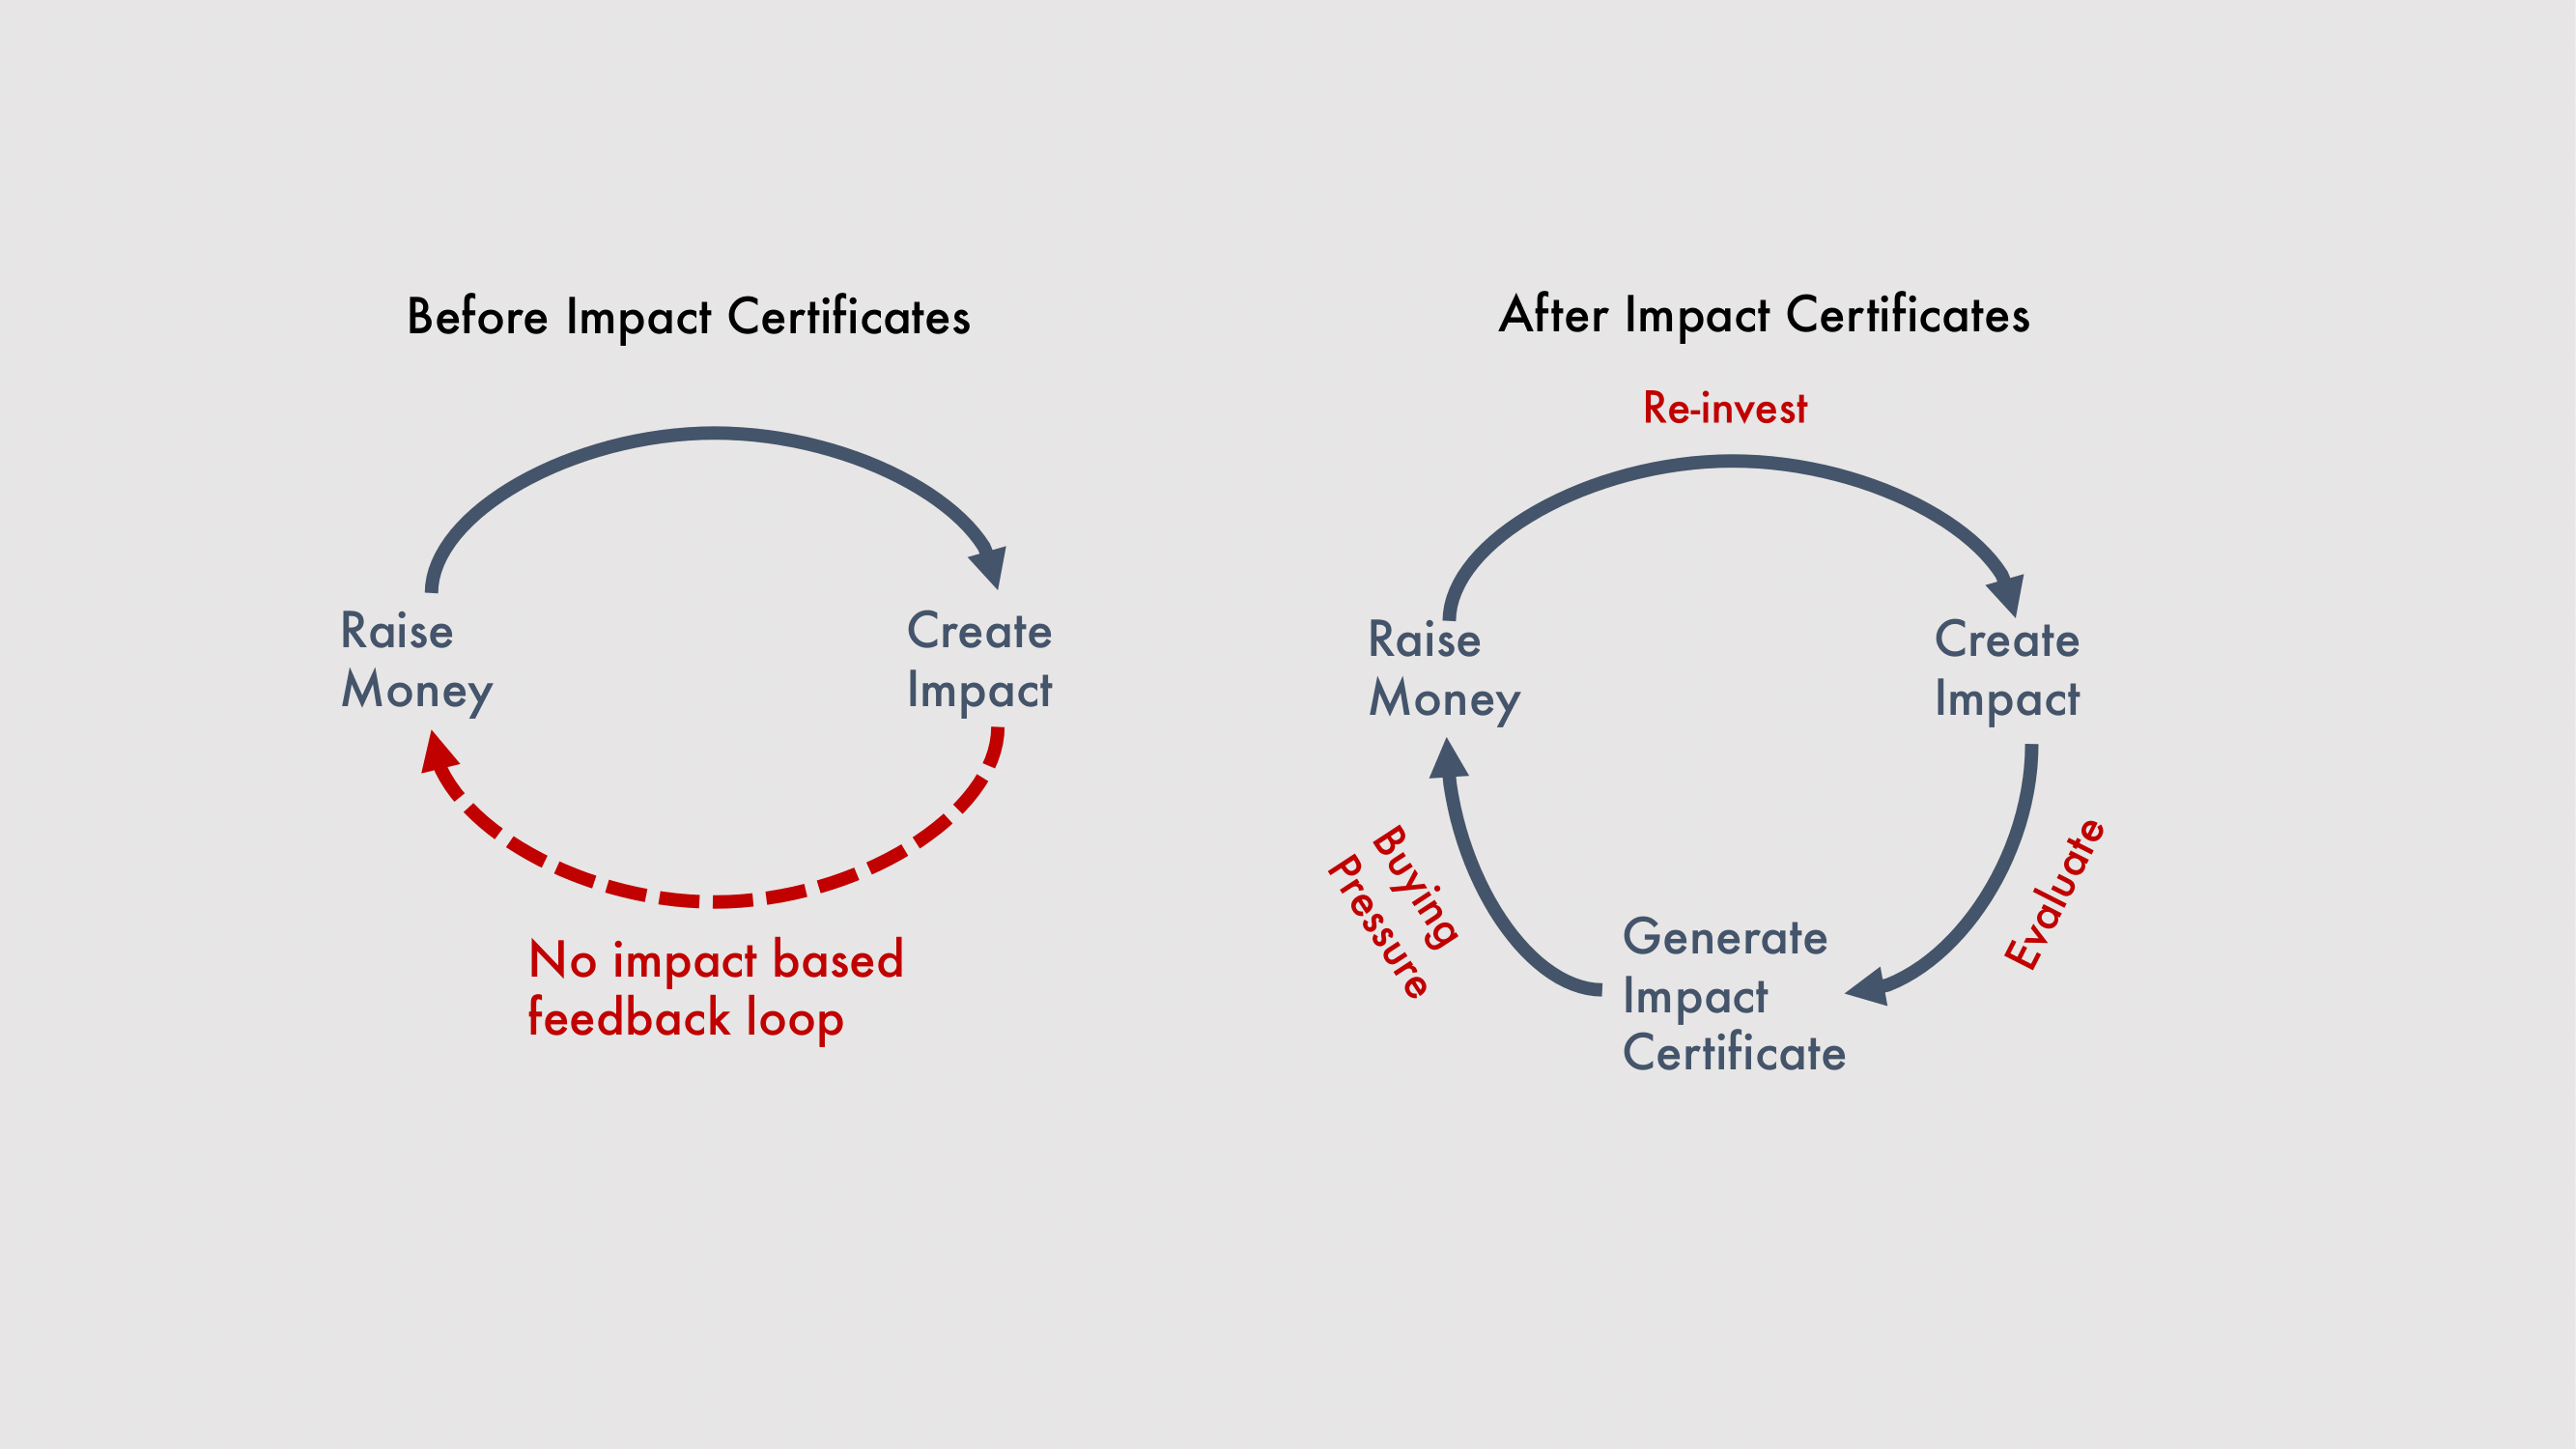 Before Impact Certificates
Raise
Money
Create
Impact
No impact based
feedback loop
After Impact Certificates
Re-invest
Raise
Money
Create
Impact
Evaluate
Generate
Impact
Certificate
Buying
Pressure